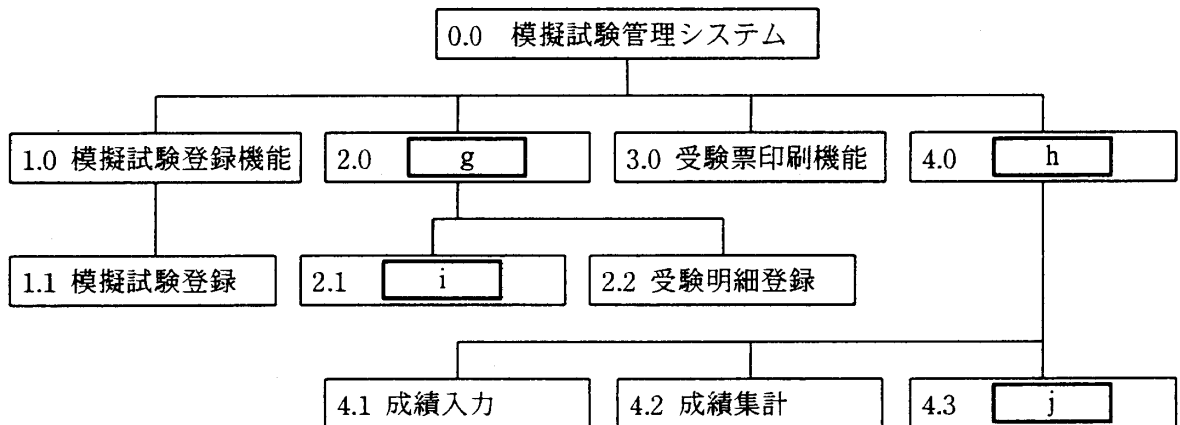 0.0 模擬試験管理システム
1.0 模擬試験登録機能
2.0 g
3.0 受験票印刷機能
4.0 h
1.1 模擬試験登録
2.1 i
2.2 受験明細登録
4.1 成績入力
4.2 成績集計
4.3 j